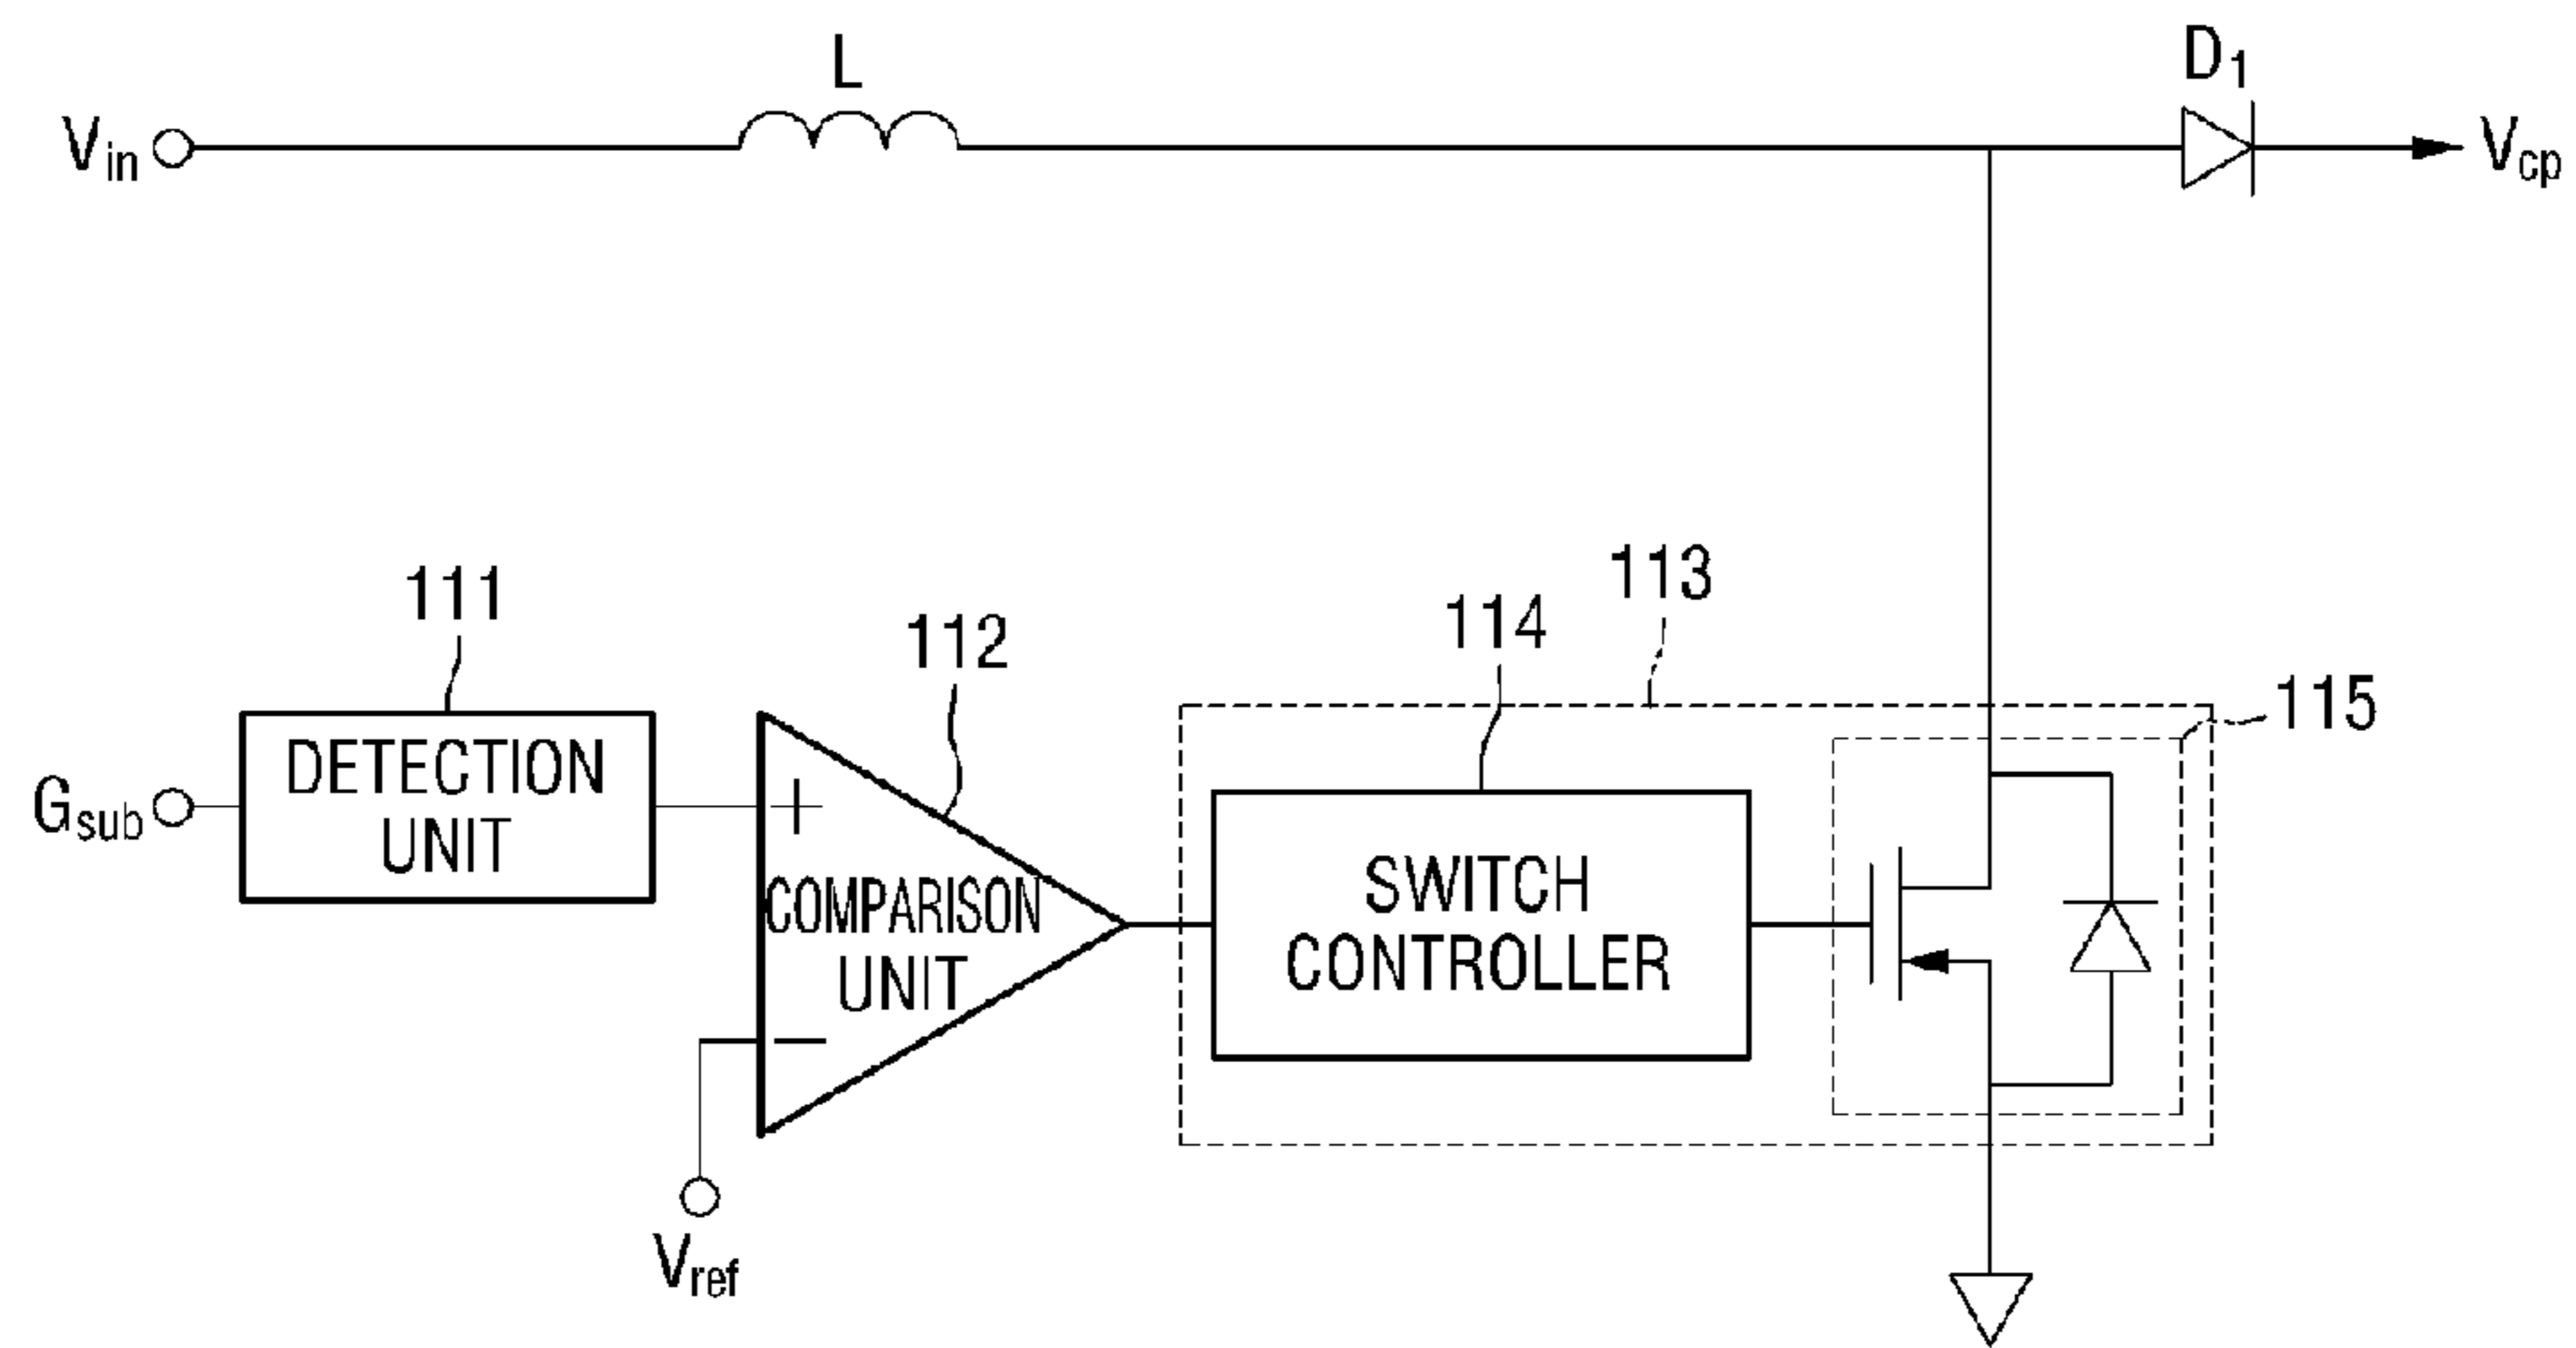 L
D1
Vin
Vcp
111
112
113
114
115
Gsub
DETECTION
UNIT
+
COMPARISON
UNIT
−
SWITCH
CONTROLLER
Vref